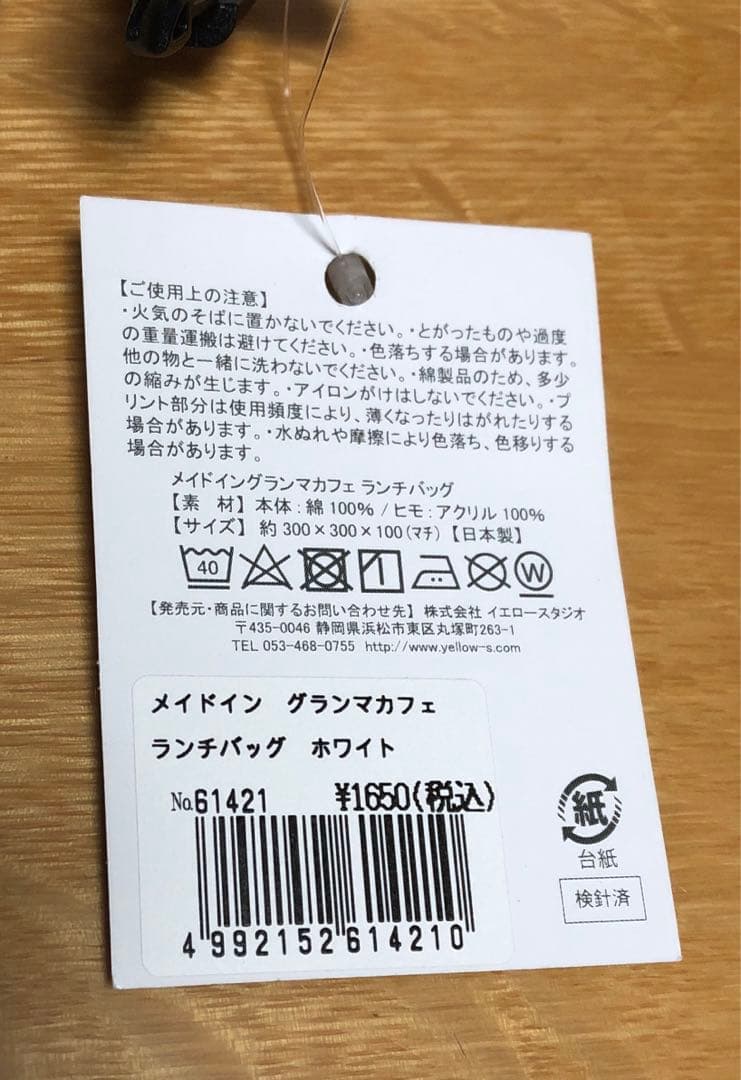 【ご使用上の注意】
・火気のそばに置かないでください。・とがったものや過度
の重量運搬は避けてください。・色落ちする場合があります。
他の物と一緒に洗わないでください。・綿製品のため、多少
の縮みが生じます。・アイロンがけはしないでください。・プ
リント部分は使用頻度により、薄くなったりはがれたりする
場合があります。・水ぬれや摩擦により色落ち、色移りする
場合があります。
メイドイングランマカフェ ランチバッグ
【素　材】本体：綿100% / ヒモ：アクリル100%
【サイズ】約300×300×100(マチ)【日本製】
40
W
【発売元・商品に関するお問い合わせ先】株式会社 イエロースタジオ
〒435-0046 静岡県浜松市東区丸塚町263-1
TEL 053-468-0755 http://www.yellow-s.com
メイドイン　グランマカフェ
ランチバッグ　ホワイト
No.61421 ¥1650(税込)
4 992152 614210
紙
台紙
検針済